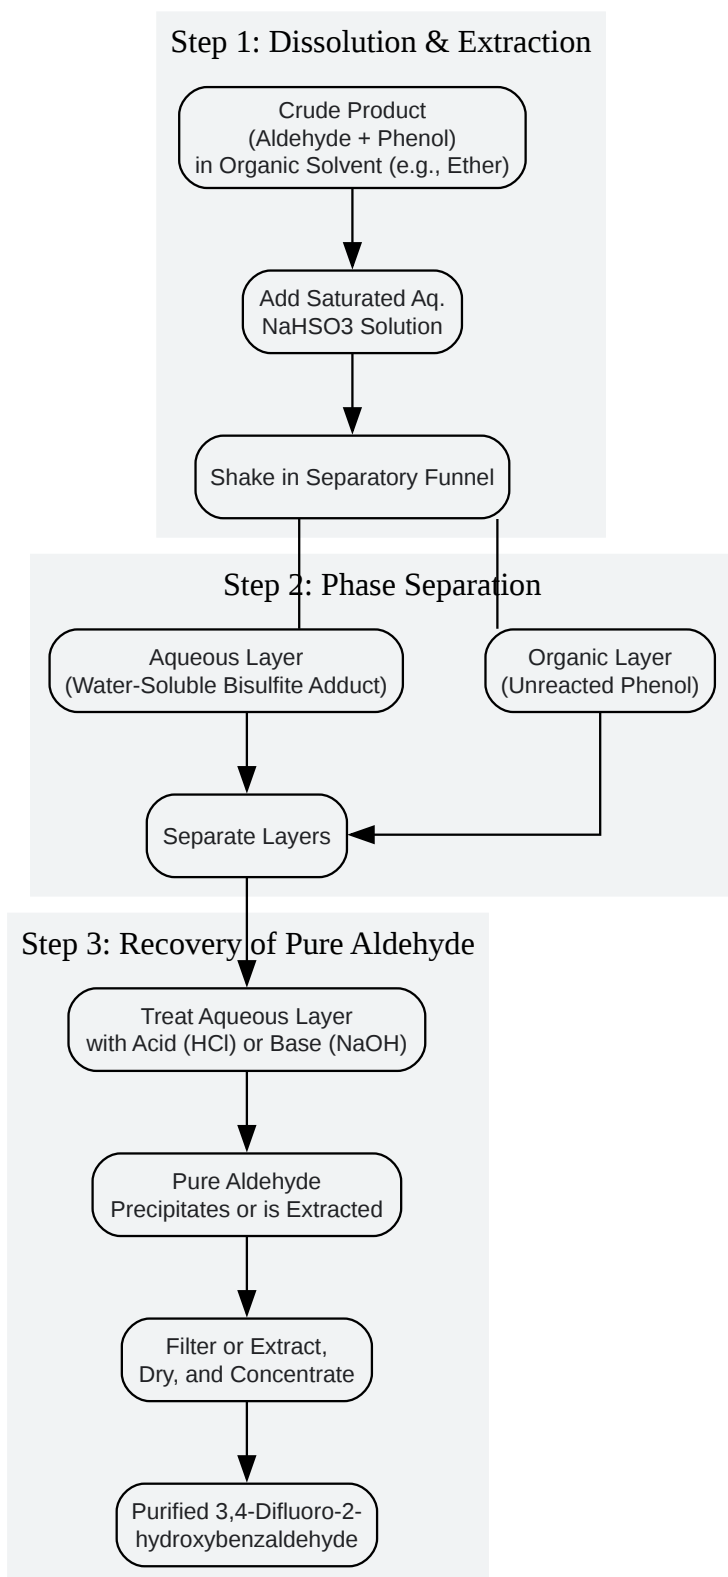 Step 1: Dissolution & Extraction
Crude Product
(Aldehyde + Phenol)
in Organic Solvent (e.g., Ether)
Add Saturated Aq.
NaHSO3 Solution
Shake in Separatory Funnel
Step 2: Phase Separation
Aqueous Layer
(Water-Soluble Bisulfite Adduct)
Organic Layer
(Unreacted Phenol)
Separate Layers
Step 3: Recovery of Pure Aldehyde
Treat Aqueous Layer
with Acid (HCl) or Base (NaOH)
Pure Aldehyde
Precipitates or is Extracted
Filter or Extract,
Dry, and Concentrate
Purified 3,4-Difluoro-2-
hydroxybenzaldehyde